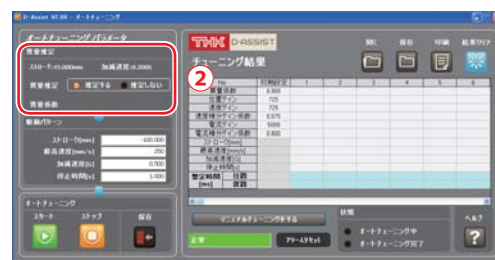 D-Assist V2.00 - オートチューニング
オートチューニングパラメータ
質量推定
ストローク:45.000mm 加減速度:0.200G
質量推定 推定する 推定しない
質量係数
駆動パターン
ストローク[mm] -100.000
最高速度[mm/s] 250
加減速度[G] 0.500
停止時間[s] 1.000
オートチューニング
スタート ストップ 保存
THK D-ASSIST
チューニング結果
開く 保存 印刷 結果クリア
②
No 初期設定 1 2 3 4 5 6
質量係数 0.900
位置ゲイン 725
速度ゲイン 725
速度積分ゲイン係数 0.075
電流ゲイン 5000
電流積分ゲイン係数 0.800
ストローク[mm]
最高速度[mm/s]
加減速度[G]
停止時間[s]
整定時間 往路
[ms] 復路
マニュアルチューニングをする
正常 アラームリセット
状態
オートチューニング中
オートチューニング完了
ヘルプ